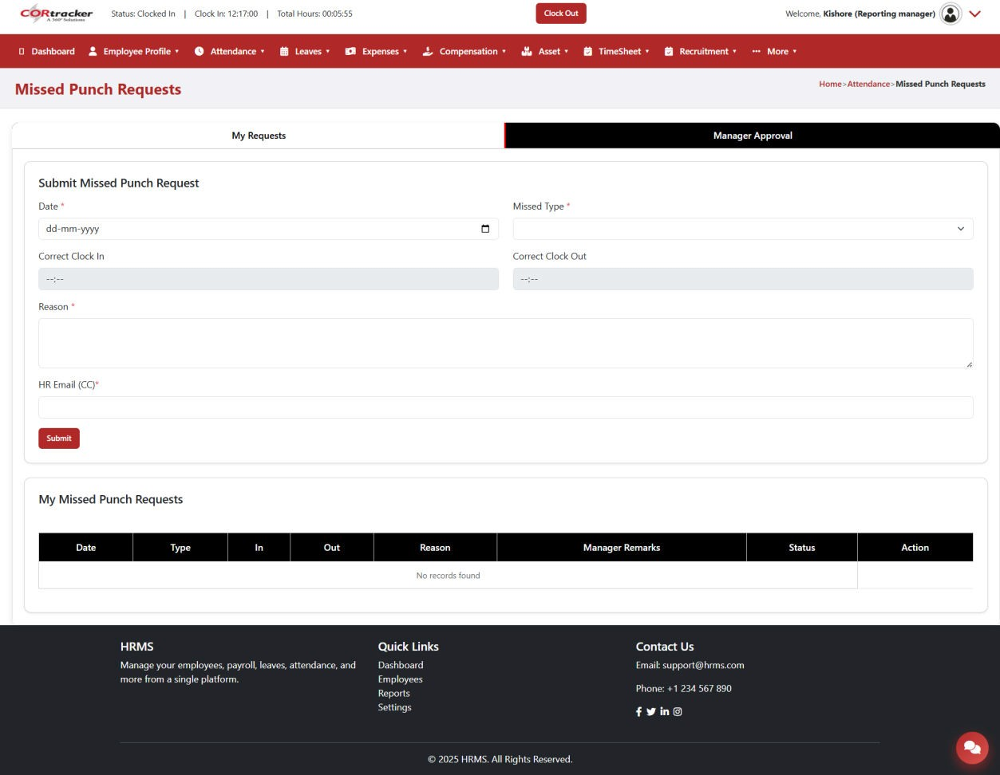 CORtracker
A 360° Solutions
Status: Clocked In | Clock In: 12:17:00 | Total Hours: 00:05:55
Clock Out
Welcome, Kishore (Reporting manager)
Dashboard Employee Profile Attendance Leaves Expenses Compensation Asset TimeSheet Recruitment More
Missed Punch Requests
Home > Attendance > Missed Punch Requests
My Requests
Manager Approval
Submit Missed Punch Request
Date *
Missed Type *
dd-mm-yyyy
Correct Clock In
Correct Clock Out
--:--
--:--
Reason *
HR Email (CC)*
Submit
My Missed Punch Requests
Date Type In Out Reason Manager Remarks Status Action
No records found
HRMS
Manage your employees, payroll, leaves, attendance, and
more from a single platform.
Quick Links
Dashboard
Employees
Reports
Settings
Contact Us
Email: support@hrms.com
Phone: +1 234 567 890
© 2025 HRMS. All Rights Reserved.